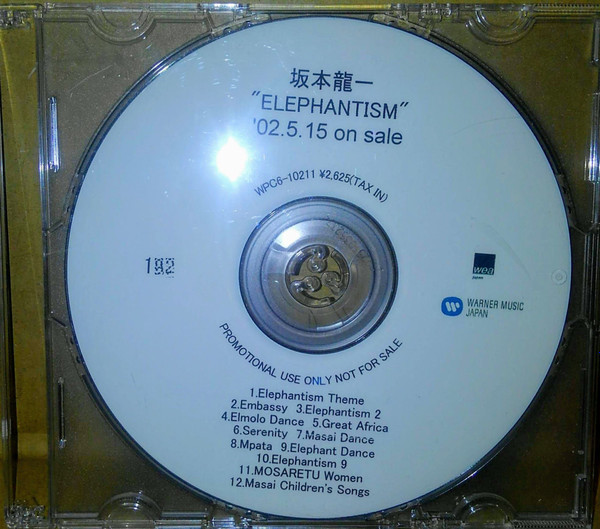 坂本龍一
"ELEPHANTISM"
'02.5.15 on sale
WPC6-10211 ¥2,625(TAX IN)
192
wea
japan
WARNER MUSIC
JAPAN
PROMOTIONAL USE ONLY NOT FOR SALE
1.Elephantism Theme
2.Embassy 3.Elephantism 2
4.Elmolo Dance 5.Great Africa
6.Serenity 7.Masai Dance
8.Mpata 9.Elephant Dance
10.Elephantism 9
11.MOSARETU Women
12.Masai Children's Songs